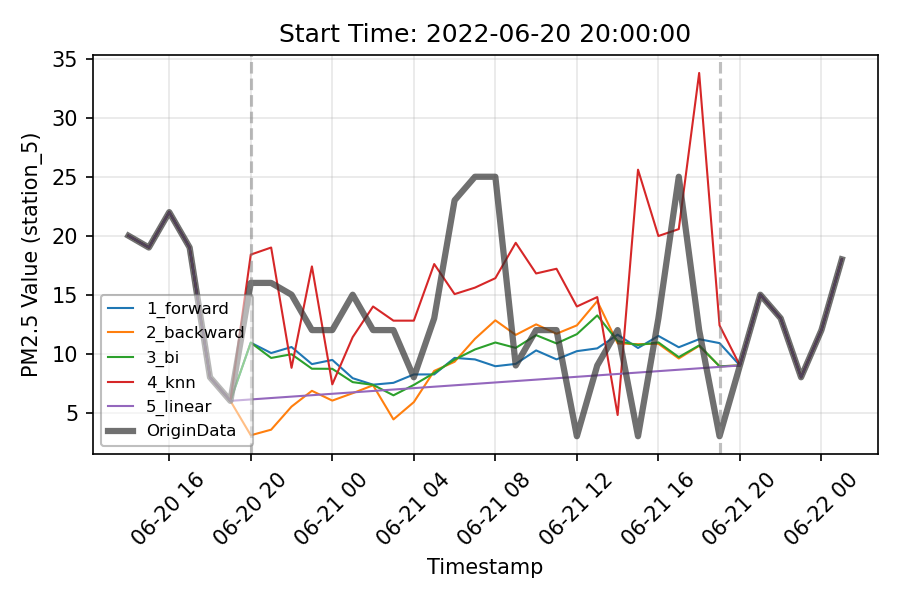 Start Time: 2022-06-20 20:00:00
35
30
25
20
15
10
5
PM2.5 Value (station_5)
1_forward
2_backward
3_bi
4_knn
5_linear
OriginData
06-20 16
06-20 20
06-21 00
06-21 04
06-21 08
06-21 12
06-21 16
06-21 20
06-22 00
Timestamp